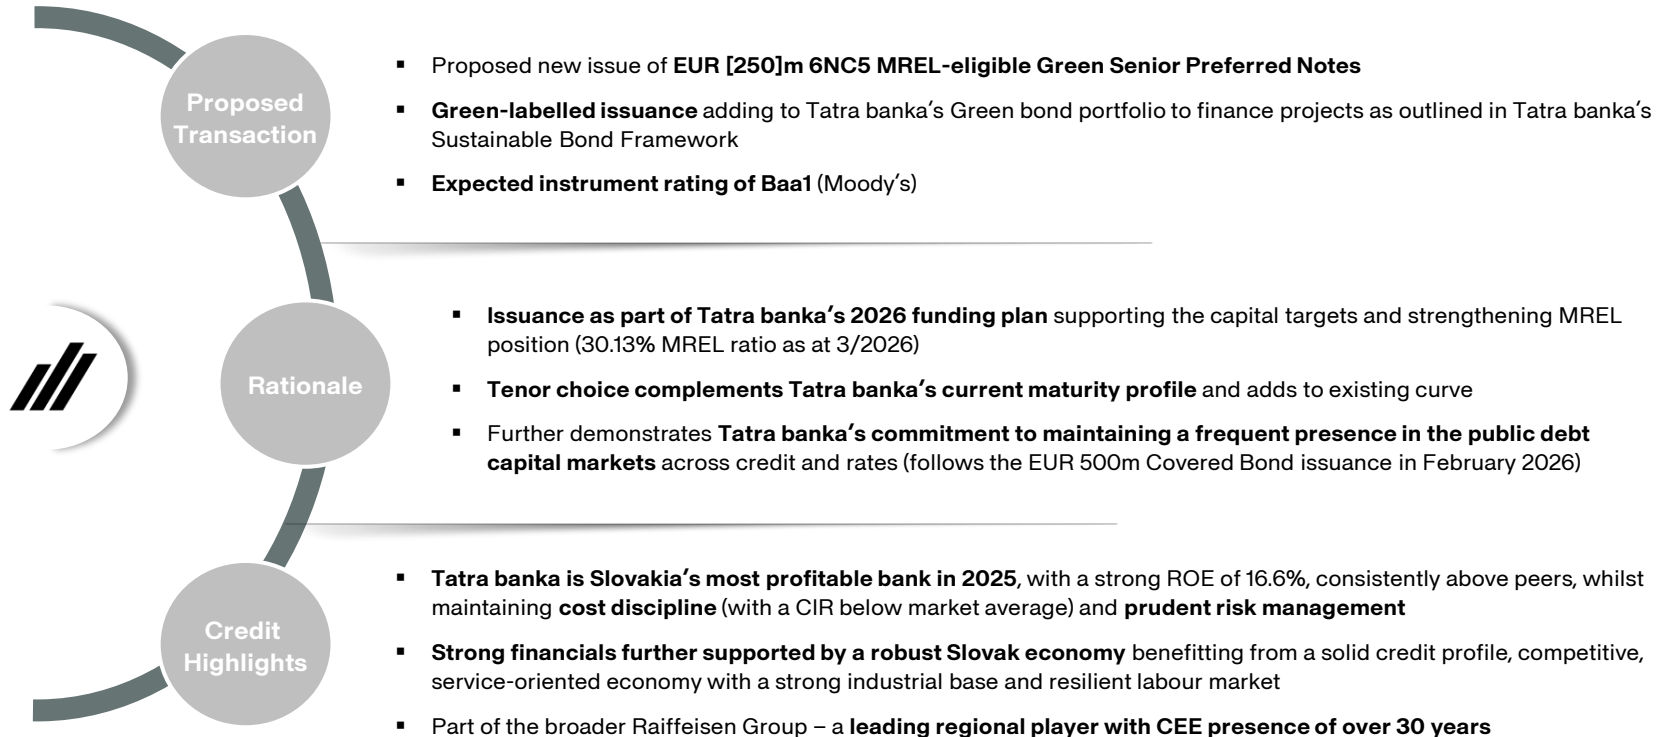 Proposed
Transaction
▪ Proposed new issue of EUR [250]m 6NC5 MREL-eligible Green Senior Preferred Notes
▪ Green-labelled issuance adding to Tatra banka’s Green bond portfolio to finance projects as outlined in Tatra banka’s
Sustainable Bond Framework
▪ Expected instrument rating of Baa1 (Moody’s)
Rationale
▪ Issuance as part of Tatra banka’s 2026 funding plan supporting the capital targets and strengthening MREL
position (30.13% MREL ratio as at 3/2026)
▪ Tenor choice complements Tatra banka’s current maturity profile and adds to existing curve
▪ Further demonstrates Tatra banka’s commitment to maintaining a frequent presence in the public debt
capital markets across credit and rates (follows the EUR 500m Covered Bond issuance in February 2026)
Credit
Highlights
▪ Tatra banka is Slovakia’s most profitable bank in 2025, with a strong ROE of 16.6%, consistently above peers, whilst
maintaining cost discipline (with a CIR below market average) and prudent risk management
▪ Strong financials further supported by a robust Slovak economy benefitting from a solid credit profile, competitive,
service-oriented economy with a strong industrial base and resilient labour market
▪ Part of the broader Raiffeisen Group – a leading regional player with CEE presence of over 30 years